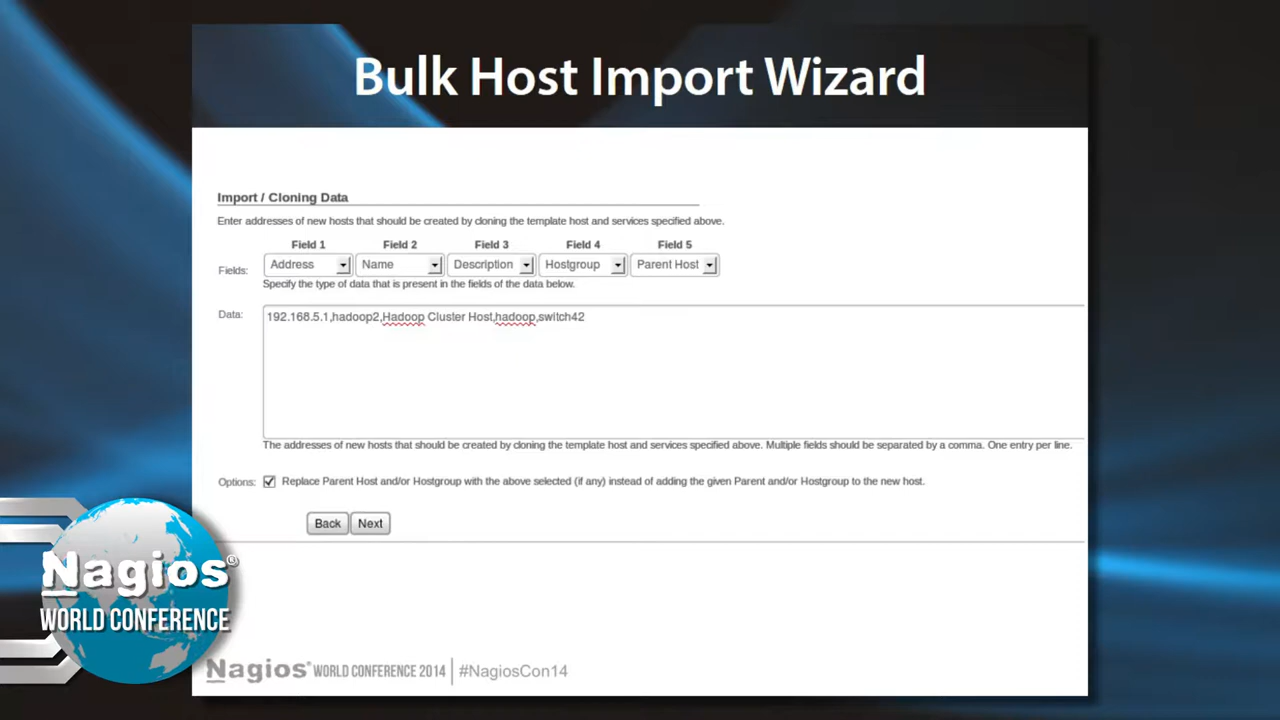 Bulk Host Import Wizard
Import / Cloning Data
Enter addresses of new hosts that should be created by cloning the template host and services specified above.
Field 1 Field 2 Field 3 Field 4 Field 5
Fields: Address Name Description Hostgroup Parent Host
Specify the type of data that is present in the fields of the data below.
Data: 192.168.5.1,hadoop2,Hadoop Cluster Host,hadoop,switch42
The addresses of new hosts that should be created by cloning the template host and services specified above. Multiple fields should be separated by a comma. One entry per line.
Options: Replace Parent Host and/or Hostgroup with the above selected (if any) instead of adding the given Parent and/or Hostgroup to the new host.
Back Next
Nagios®
WORLD CONFERENCE
Nagios® WORLD CONFERENCE 2014 #NagiosCon14